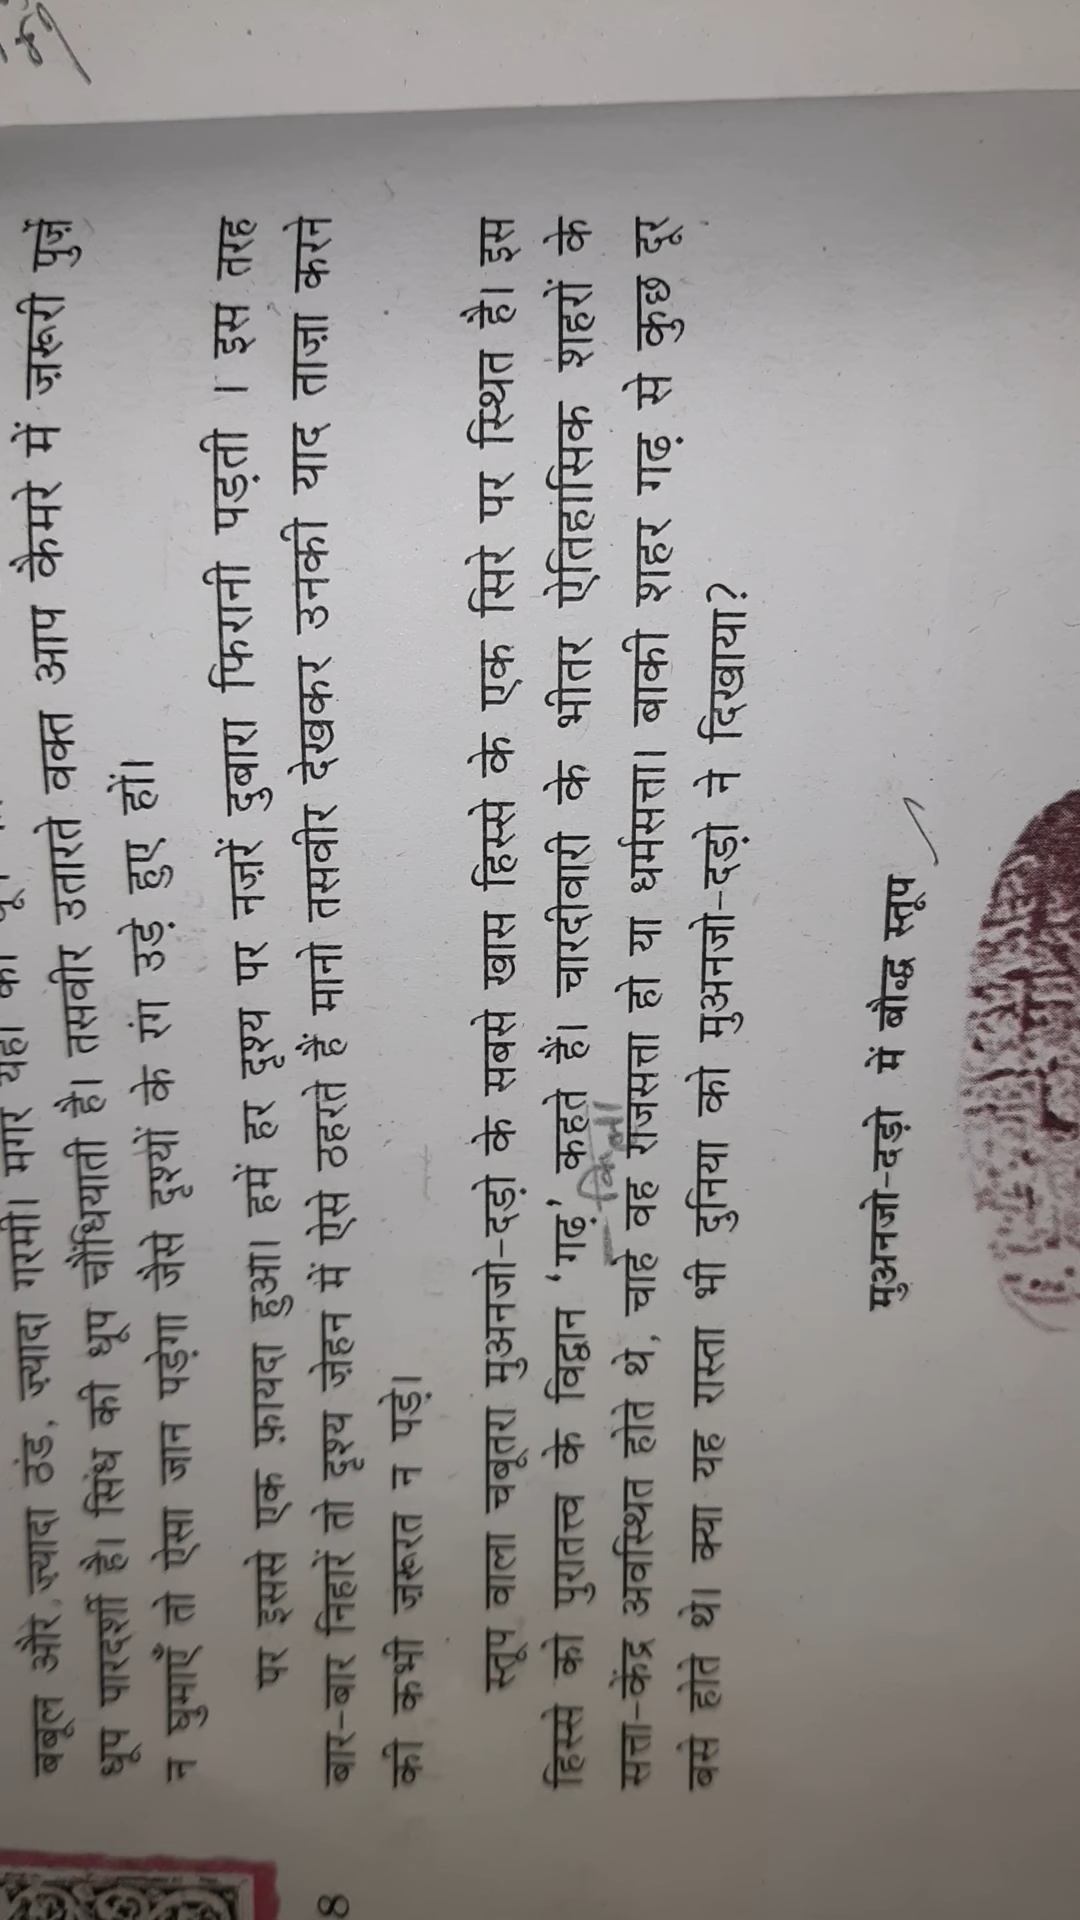 बबूल और ज़्यादा ठंड, ज़्यादा गरमी। मगर यहाँ की
धूप पारदर्शी है। सिंध की धूप चौंधियाती है। तसवीर उतारते वक्त आप कैमरे में ज़रूरी पुर्ज़े
न घुमाएँ तो ऐसा जान पड़ेगा जैसे दृश्यों के रंग उड़े हुए हों।
पर इससे एक फ़ायदा हुआ। हमें हर दृश्य पर नज़रें दुबारा फिरानी पड़ती । इस तरह
बार-बार निहारें तो दृश्य ज़ेहन में ऐसे ठहरते हैं मानो तसवीर देखकर उनकी याद ताज़ा करने
की कभी ज़रूरत न पड़े।
स्तूप वाला चबूतरा मुअनजो-दड़ो के सबसे खास हिस्से के एक सिरे पर स्थित है। इस
हिस्से को पुरातत्त्व के विद्वान 'गढ़' कहते हैं। चारदीवारी के भीतर ऐतिहासिक शहरों के
किला
सत्ता-केंद्र अवस्थित होते थे, चाहे वह राजसत्ता हो या धर्मसत्ता। बाकी शहर गढ़ से कुछ दूर
बसे होते थे। क्या यह रास्ता भी दुनिया को मुअनजो-दड़ो ने दिखाया?
मुअनजो-दड़ो में बौद्ध स्तूप
8